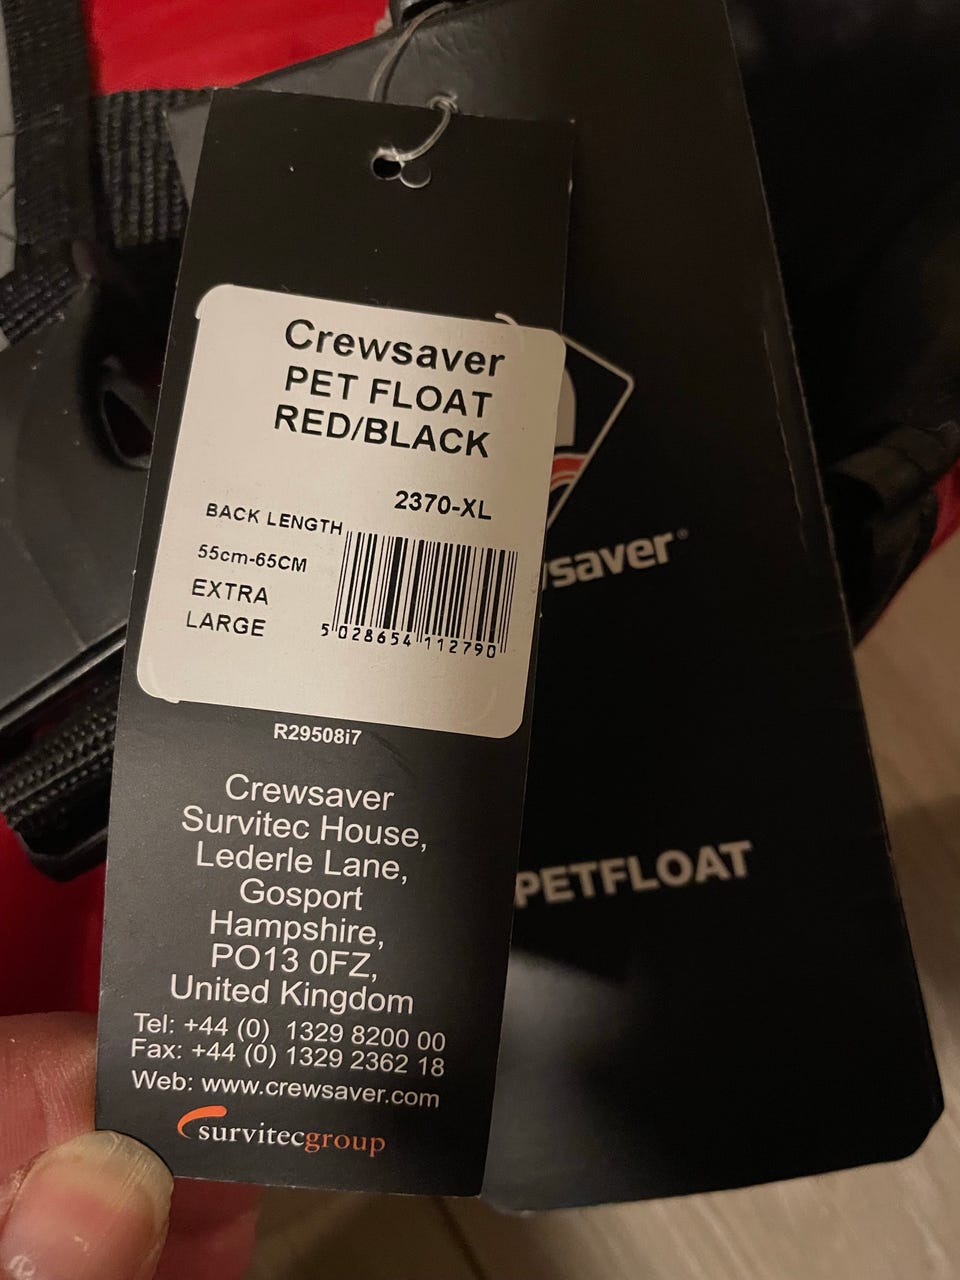 Crewsaver
PET FLOAT
RED/BLACK
2370-XL
BACK LENGTH
55cm-65CM
EXTRA
LARGE
5 028654 112790
R29508i7
Crewsaver
Survitec House,
Lederle Lane,
Gosport
Hampshire,
PO13 0FZ,
United Kingdom
Tel: +44 (0) 1329 8200 00
Fax: +44 (0) 1329 2362 18
Web: www.crewsaver.com
survitecgroup
wsaver®
PETFLOAT